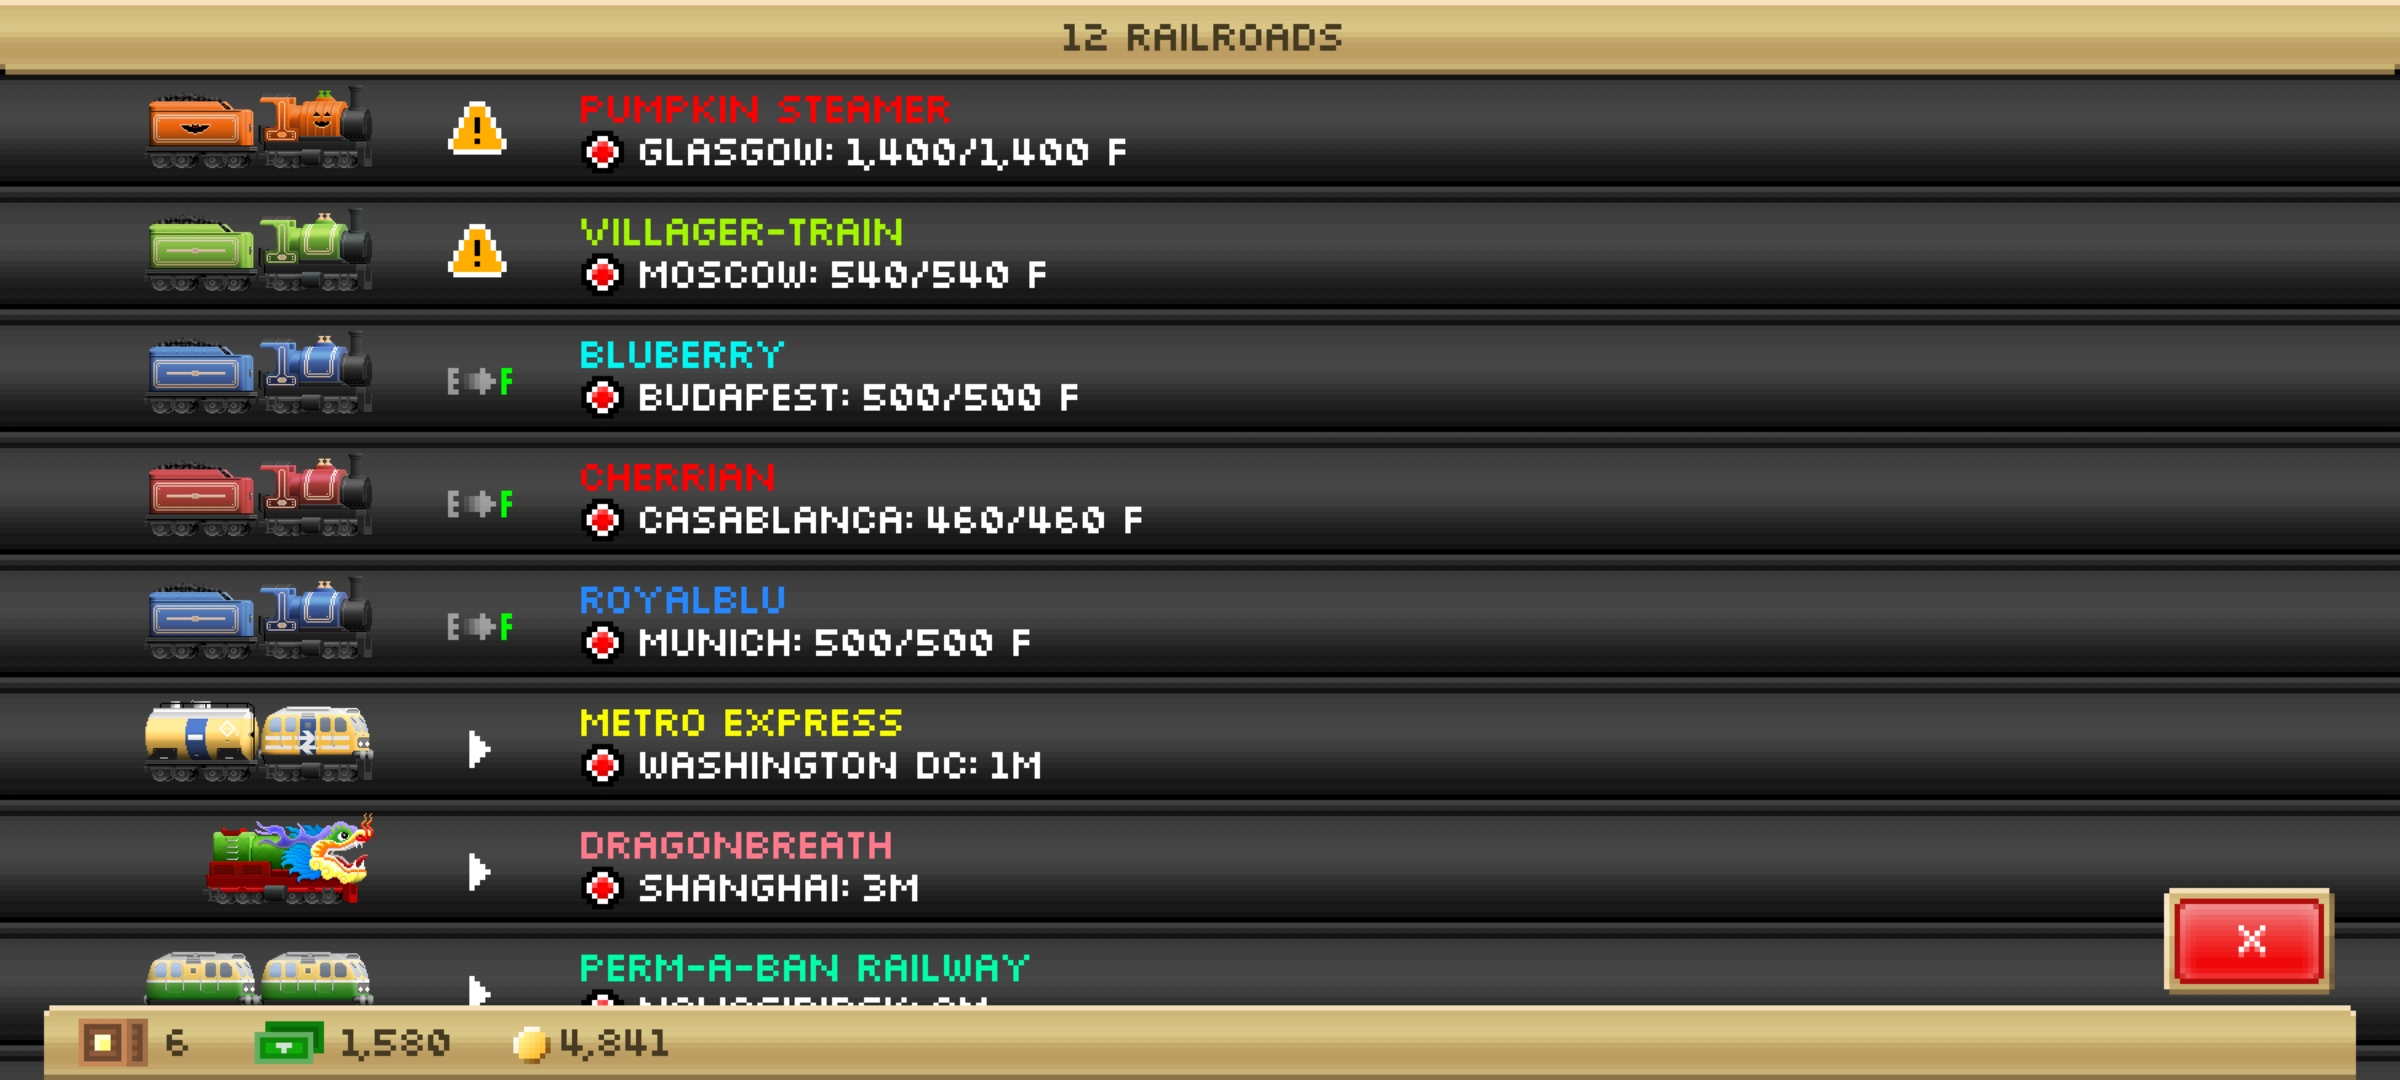 12 RAILROADS
PUMPKIN STEAMER
GLASGOW: 1,400/1,400 F
VILLAGER-TRAIN
MOSCOW: 540/540 F
E F
BLUBERRY
BUDAPEST: 500/500 F
E F
CHERRIAN
CASABLANCA: 460/460 F
E F
ROYALBLU
MUNICH: 500/500 F
METRO EXPRESS
WASHINGTON DC: 1M
DRAGONBREATH
SHANGHAI: 3M
PERM-A-BAN RAILWAY
X
6 1,580 4,841